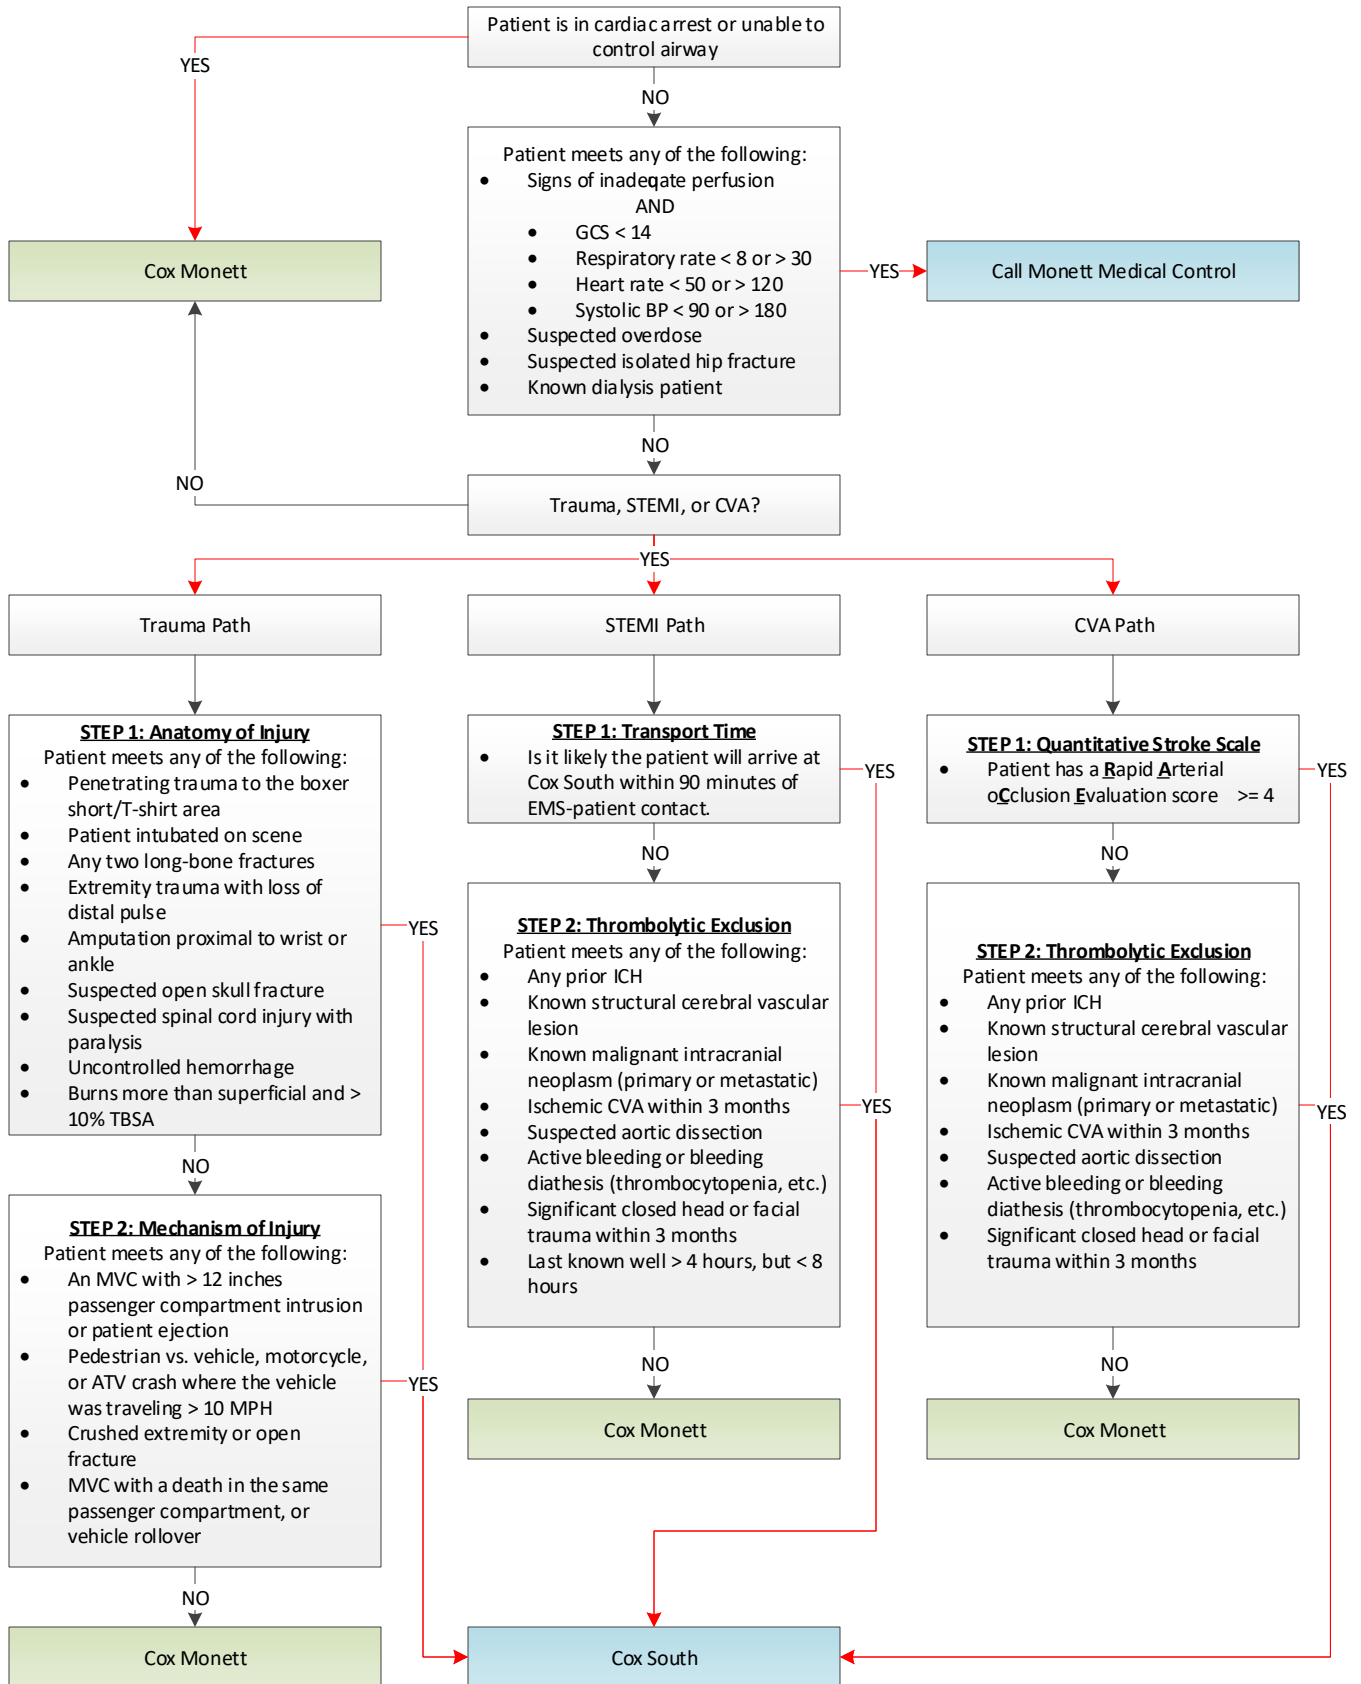 Patient is in cardiac arrest or unable to
control airway
YES
NO
Patient meets any of the following:
• Signs of inadeqate perfusion
AND
• GCS < 14
• Respiratory rate < 8 or > 30
• Heart rate < 50 or > 120
• Systolic BP < 90 or > 180
• Suspected overdose
• Suspected isolated hip fracture
• Known dialysis patient
Cox Monett
YES
Call Monett Medical Control
NO
NO
Trauma, STEMI, or CVA?
YES
Trauma Path
STEMI Path
CVA Path
STEP 1: Anatomy of Injury
Patient meets any of the following:
• Penetrating trauma to the boxer
short/T-shirt area
• Patient intubated on scene
• Any two long-bone fractures
• Extremity trauma with loss of
distal pulse
• Amputation proximal to wrist or
ankle
• Suspected open skull fracture
• Suspected spinal cord injury with
paralysis
• Uncontrolled hemorrhage
• Burns more than superficial and >
10% TBSA
YES
NO
STEP 2: Mechanism of Injury
Patient meets any of the following:
• An MVC with > 12 inches
passenger compartment intrusion
or patient ejection
• Pedestrian vs. vehicle, motorcycle,
or ATV crash where the vehicle
was traveling > 10 MPH
• Crushed extremity or open
fracture
• MVC with a death in the same
passenger compartment, or
vehicle rollover
YES
NO
Cox Monett
STEP 1: Transport Time
• Is it likely the patient will arrive at
Cox South within 90 minutes of
EMS-patient contact.
YES
NO
STEP 2: Thrombolytic Exclusion
Patient meets any of the following:
• Any prior ICH
• Known structural cerebral vascular
lesion
• Known malignant intracranial
neoplasm (primary or metastatic)
• Ischemic CVA within 3 months
• Suspected aortic dissection
• Active bleeding or bleeding
diathesis (thrombocytopenia, etc.)
• Significant closed head or facial
trauma within 3 months
• Last known well > 4 hours, but < 8
hours
YES
NO
Cox Monett
STEP 1: Quantitative Stroke Scale
• Patient has a Rapid Arterial
oCclusion Evaluation score >= 4
YES
NO
STEP 2: Thrombolytic Exclusion
Patient meets any of the following:
• Any prior ICH
• Known structural cerebral vascular
lesion
• Known malignant intracranial
neoplasm (primary or metastatic)
• Ischemic CVA within 3 months
• Suspected aortic dissection
• Active bleeding or bleeding
diathesis (thrombocytopenia, etc.)
• Significant closed head or facial
trauma within 3 months
YES
NO
Cox Monett
Cox South